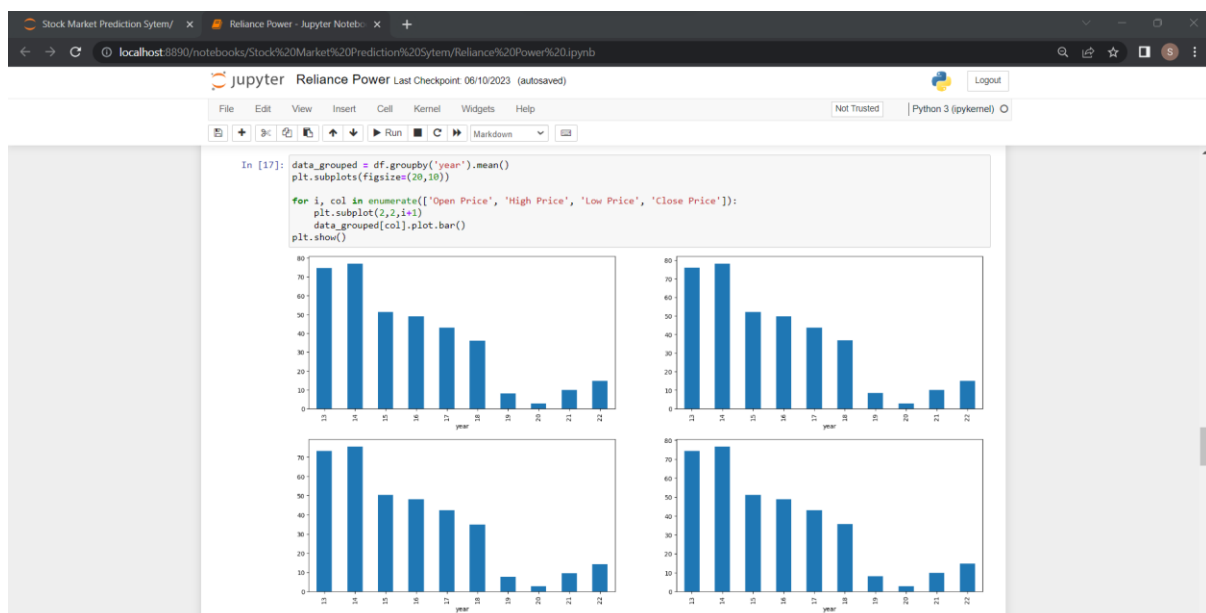 Stock Market Prediction Sytem/
Reliance Power - Jupyter Notebo
localhost:8890/notebooks/Stock%20Market%20Prediction%20Sytem/Reliance%20Power%20.ipynb
S
jupyter Reliance Power Last Checkpoint: 06/10/2023 (autosaved)
Logout
File Edit View Insert Cell Kernel Widgets Help
Not Trusted Python 3 (ipykernel)
Run Markdown
In [17]: data_grouped = df.groupby('year').mean()
plt.subplots(figsize=(20,10))
for i, col in enumerate(['Open Price', 'High Price', 'Low Price', 'Close Price']):
plt.subplot(2,2,i+1)
data_grouped[col].plot.bar()
plt.show()
80
70
60
50
40
30
20
10
0
13 14 15 16 17 18 19 20 21 22
year
80
70
60
50
40
30
20
10
0
13 14 15 16 17 18 19 20 21 22
year
70
60
50
40
30
20
10
0
13 14 15 16 17 18 19 20 21 22
year
80
70
60
50
40
30
20
10
0
13 14 15 16 17 18 19 20 21 22
year